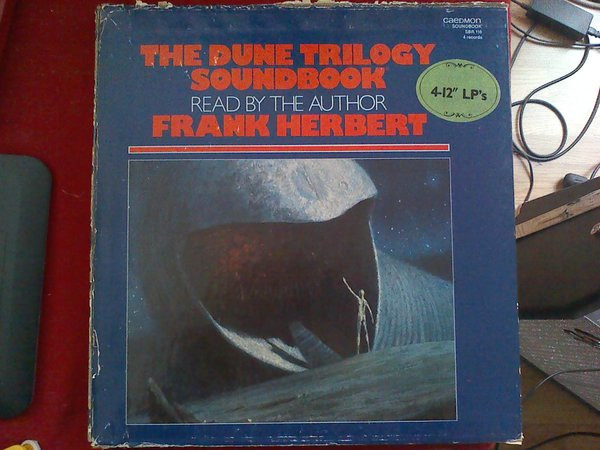 CAEDMON
SOUNDBOOK
SBR 116
4 records
THE DUNE TRILOGY
SOUNDBOOK
READ BY THE AUTHOR
FRANK HERBERT
4-12" LP's